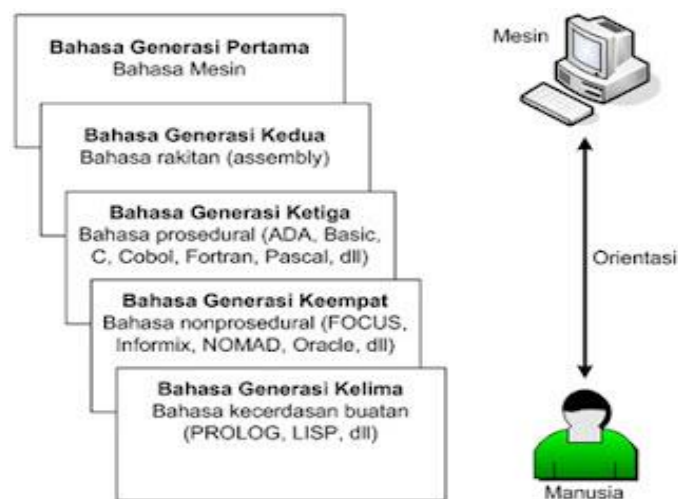 Bahasa Generasi Pertama
Bahasa Mesin
Bahasa Generasi Kedua
Bahasa rakitan (assembly)
Bahasa Generasi Ketiga
Bahasa prosedural (ADA, Basic,
C, Cobol, Fortran, Pascal, dll)
Bahasa Generasi Keempat
Bahasa nonprosedural (FOCUS,
Informix, NOMAD, Oracle, dll)
Bahasa Generasi Kelima
Bahasa kecerdasan buatan
(PROLOG, LISP, dll)
Mesin
Orientasi
Manusia